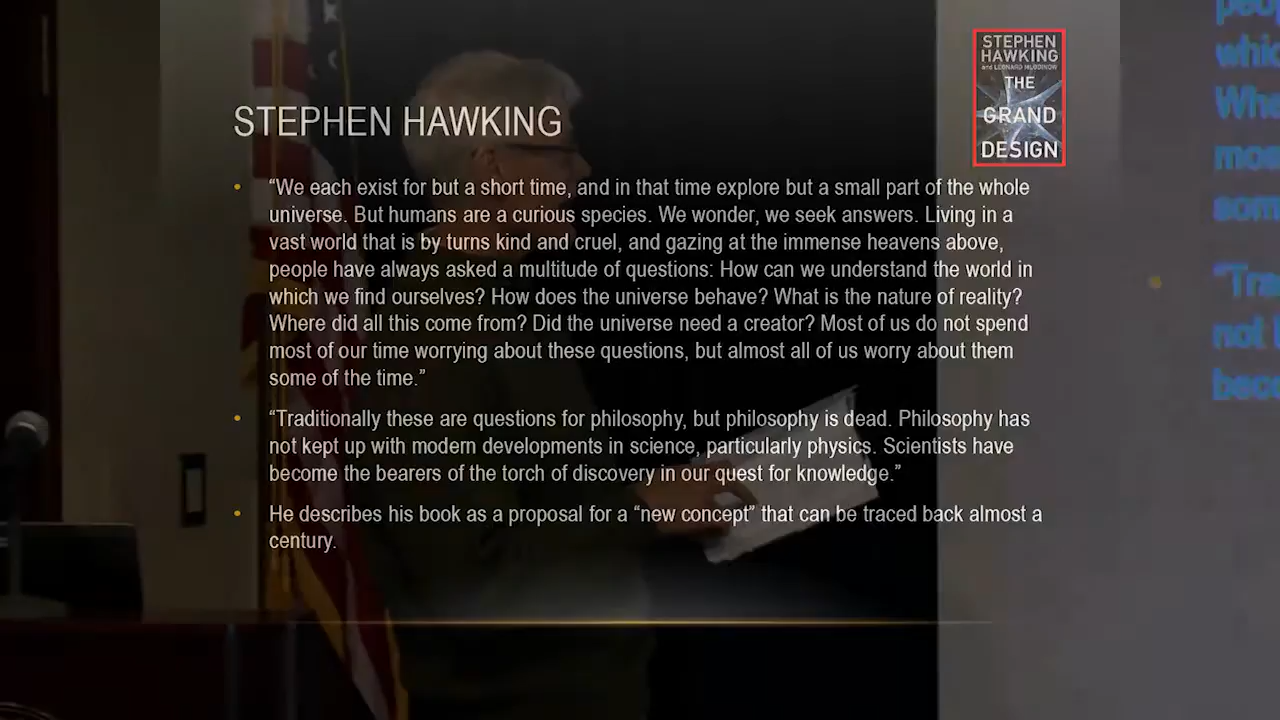 STEPHEN HAWKING
• “We each exist for but a short time, and in that time explore but a small part of the whole
universe. But humans are a curious species. We wonder, we seek answers. Living in a
vast world that is by turns kind and cruel, and gazing at the immense heavens above,
people have always asked a multitude of questions: How can we understand the world in
which we find ourselves? How does the universe behave? What is the nature of reality?
Where did all this come from? Did the universe need a creator? Most of us do not spend
most of our time worrying about these questions, but almost all of us worry about them
some of the time.”
• “Traditionally these are questions for philosophy, but philosophy is dead. Philosophy has
not kept up with modern developments in science, particularly physics. Scientists have
become the bearers of the torch of discovery in our quest for knowledge.”
• He describes his book as a proposal for a “new concept” that can be traced back almost a
century.
STEPHEN
HAWKING
and LEONARD MLODINOW
THE
GRAND
DESIGN
not